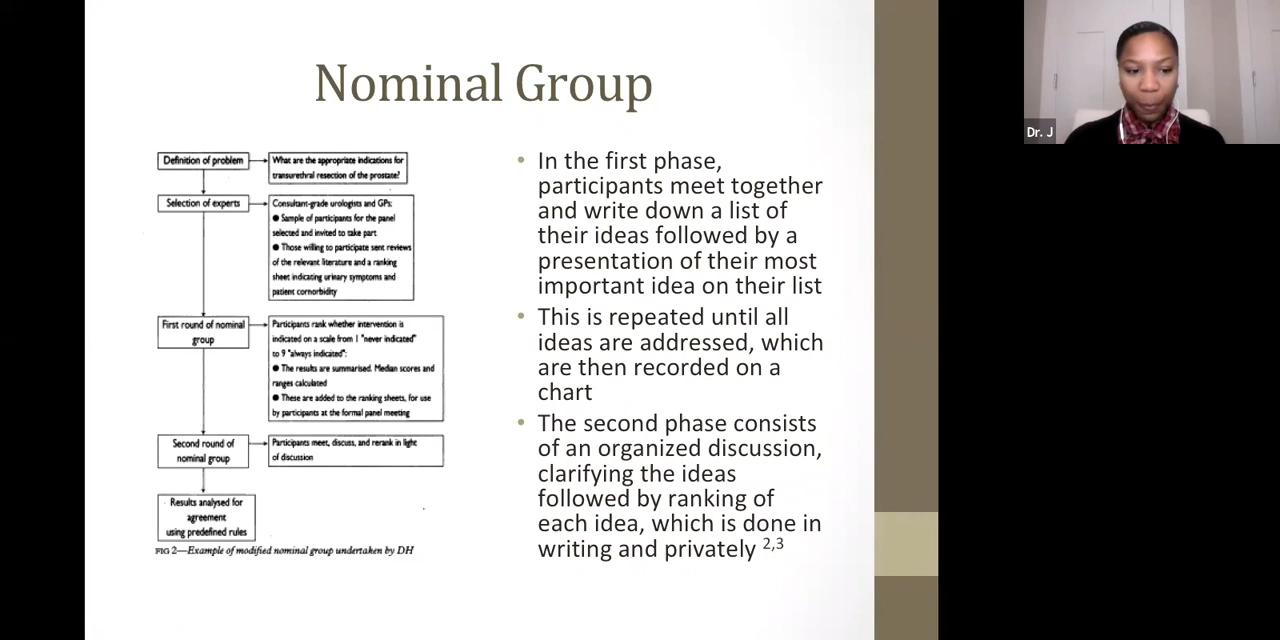 Nominal Group
Definition of problem
What are the appropriate indications for
transurethral resection of the prostate?
Selection of experts
Consultant-grade urologists and GPs:
● Sample of participants for the panel
selected and invited to take part
● Those willing to participate sent reviews
of the relevant literature and a ranking
sheet indicating urinary symptoms and
patient comorbidity
First round of nominal
group
Participants rank whether intervention is
indicated on a scale from 1 "never indicated"
to 9 "always indicated":
● The results are summarised. Median scores and
ranges calculated
● These are added to the ranking sheets, for use
by participants at the formal panel meeting
Second round of
nominal group
Participants meet, discuss, and rerank in light
of discussion
Results analysed for
agreement
using predefined rules
FIG 2—Example of modified nominal group undertaken by DH
• In the first phase,
participants meet together
and write down a list of
their ideas followed by a
presentation of their most
important idea on their list
• This is repeated until all
ideas are addressed, which
are then recorded on a
chart
• The second phase consists
of an organized discussion,
clarifying the ideas
followed by ranking of
each idea, which is done in
writing and privately 2,3
Dr. J